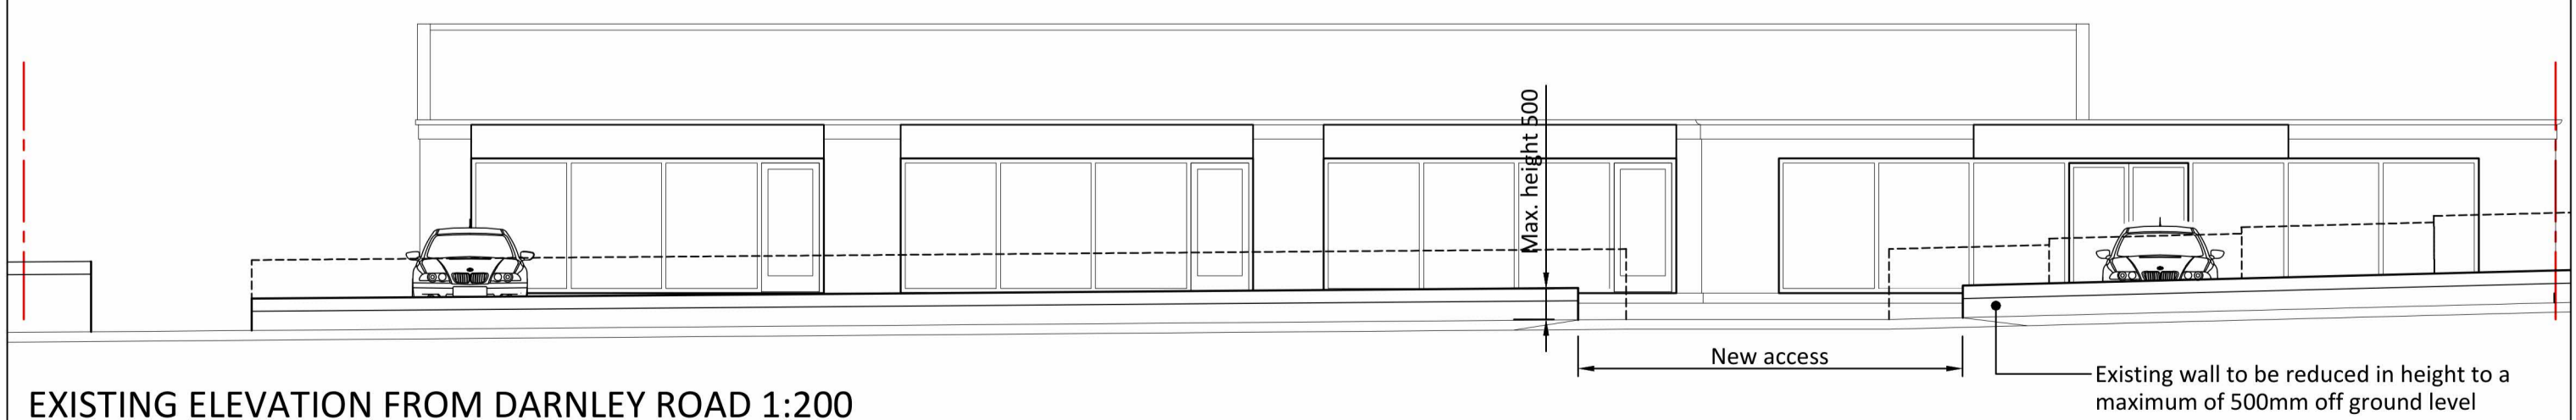 Max. height 500
New access
Existing wall to be reduced in height to a
maximum of 500mm off ground level
EXISTING ELEVATION FROM DARNLEY ROAD 1:200